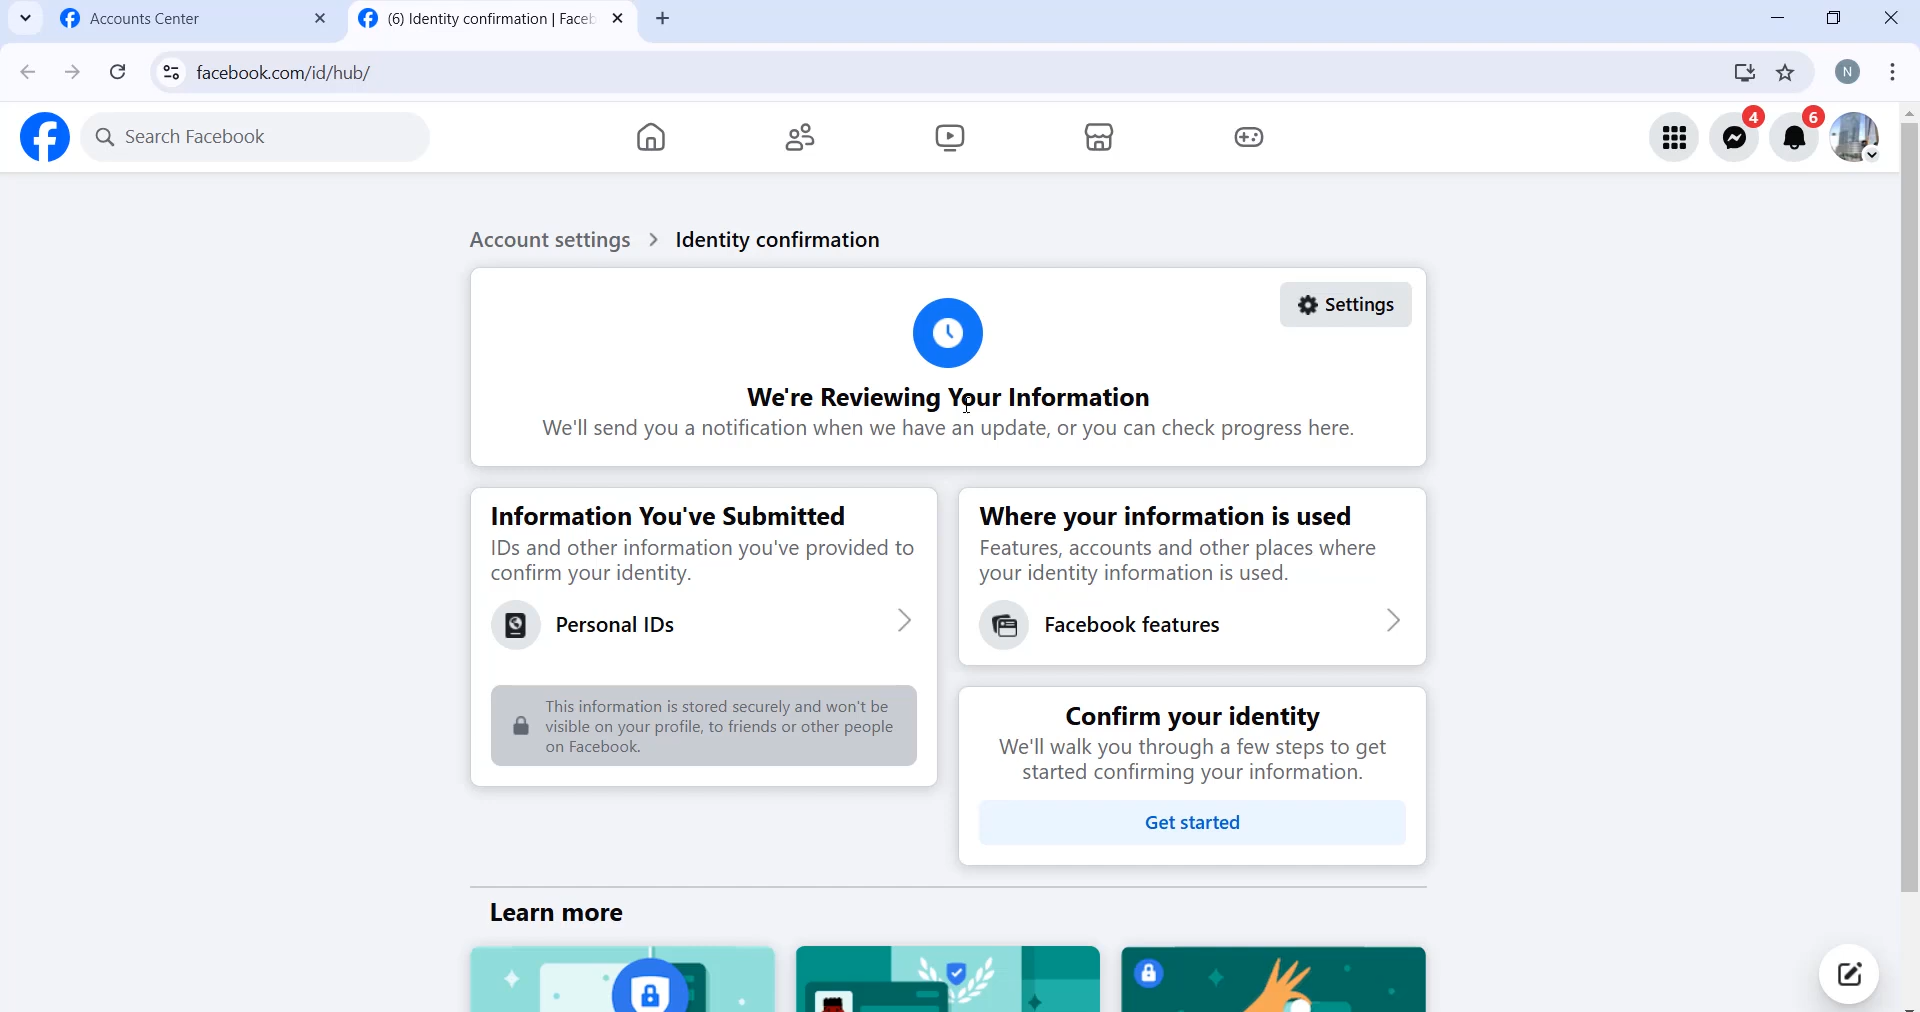 Accounts Center
(6) Identity confirmation | Faceb
facebook.com/id/hub/
N
Search Facebook
4
6
Account settings > Identity confirmation
Settings
We're Reviewing Your Information
We'll send you a notification when we have an update, or you can check progress here.
Information You've Submitted
IDs and other information you've provided to
confirm your identity.
Personal IDs
This information is stored securely and won't be
visible on your profile, to friends or other people
on Facebook.
Where your information is used
Features, accounts and other places where
your identity information is used.
Facebook features
Confirm your identity
We'll walk you through a few steps to get
started confirming your information.
Get started
Learn more